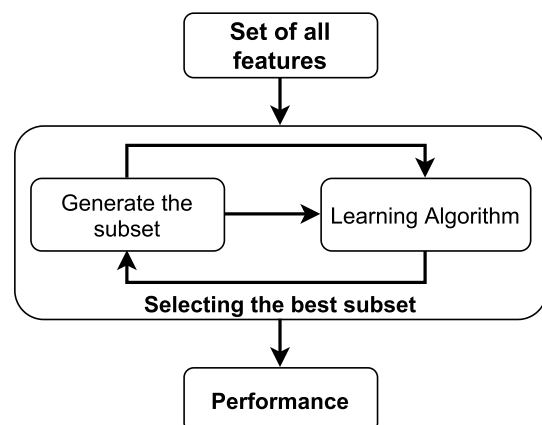 Set of all
features
Generate the
subset
Learning Algorithm
Selecting the best subset
Performance